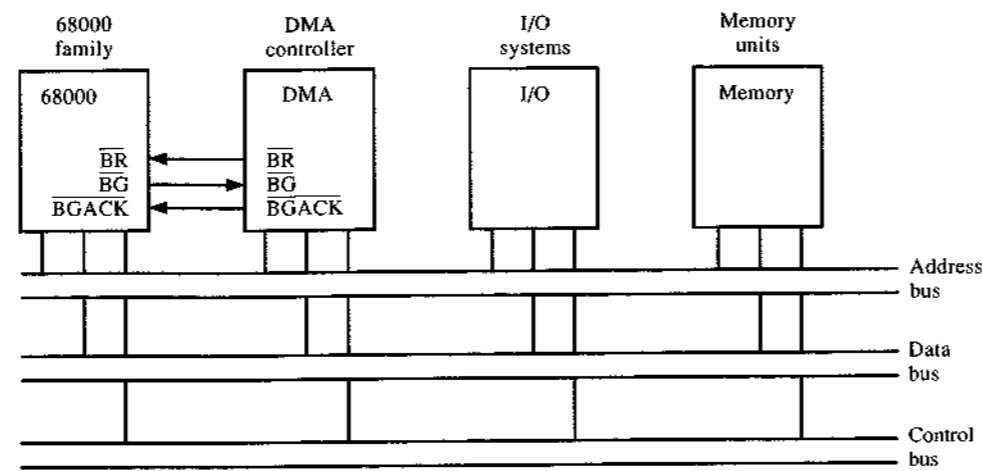 68000
family
DMA
controller
I/O
systems
Memory
units
68000
DMA
I/O
Memory
BR
BG
BGACK
BR
BG
BGACK
Address
bus
Data
bus
Control
bus